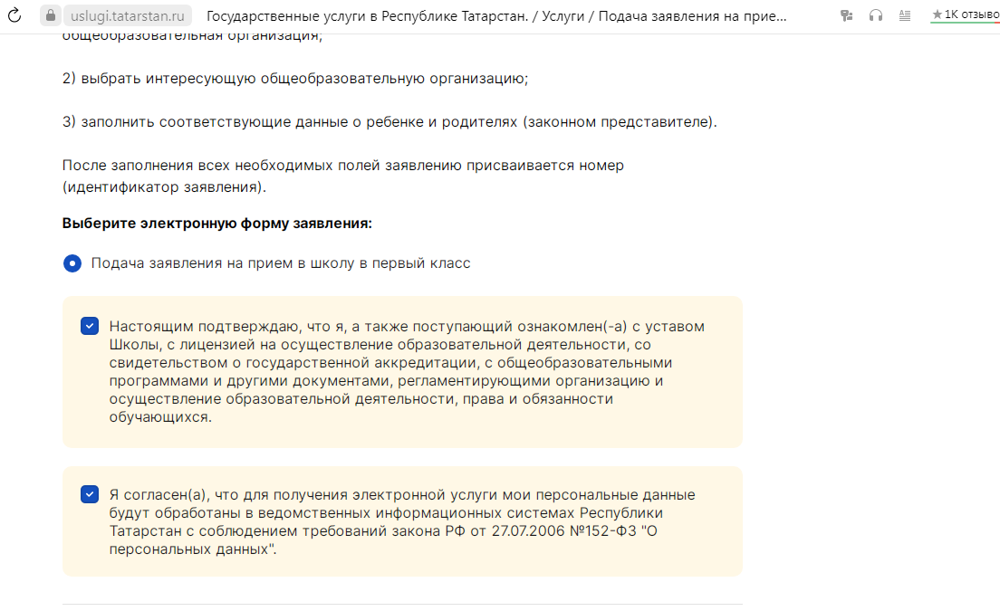 uslugi.tatarstan.ru Государственные услуги в Республике Татарстан. / Услуги / Подача заявления на прие... ★1К отзыво
общеобразовательная организация;
2) выбрать интересующую общеобразовательную организацию;
3) заполнить соответствующие данные о ребенке и родителях (законном представителе).
После заполнения всех необходимых полей заявлению присваивается номер
(идентификатор заявления).
Выберите электронную форму заявления:
Подача заявления на прием в школу в первый класс
Настоящим подтверждаю, что я, а также поступающий ознакомлен(-а) с уставом
Школы, с лицензией на осуществление образовательной деятельности, со
свидетельством о государственной аккредитации, с общеобразовательными
программами и другими документами, регламентирующими организацию и
осуществление образовательной деятельности, права и обязанности
обучающихся.
Я согласен(а), что для получения электронной услуги мои персональные данные
будут обработаны в ведомственных информационных системах Республики
Татарстан с соблюдением требований закона РФ от 27.07.2006 №152-ФЗ "О
персональных данных".